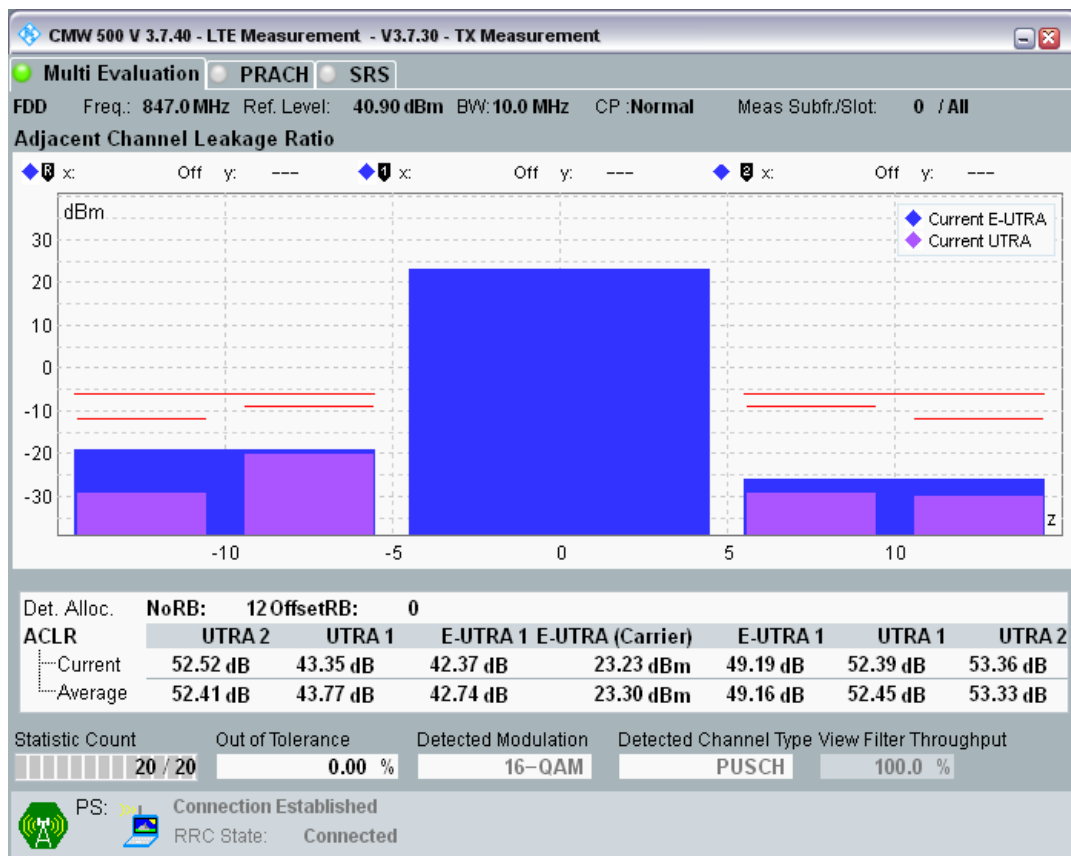 CMW 500 V 3.7.40 - LTE Measurement - V3.7.30 - TX Measurement
Multi Evaluation PRACH SRS
FDD Freq.: 847.0 MHz Ref. Level: 40.90 dBm BW: 10.0 MHz CP :Normal Meas Subfr./Slot: 0 / All
Adjacent Channel Leakage Ratio
R x: Off y: --- 1 x: Off y: --- 2 x: Off y: ---
dBm
Current E-UTRA
Current UTRA
30
20
10
0
-10
-20
-30
z
-10 -5 0 5 10
Det. Alloc. NoRB: 12 OffsetRB: 0
ACLR UTRA 2 UTRA 1 E-UTRA 1 E-UTRA (Carrier) E-UTRA 1 UTRA 1 UTRA 2
Current 52.52 dB 43.35 dB 42.37 dB 23.23 dBm 49.19 dB 52.39 dB 53.36 dB
Average 52.41 dB 43.77 dB 42.74 dB 23.30 dBm 49.16 dB 52.45 dB 53.33 dB
Statistic Count Out of Tolerance Detected Modulation Detected Channel Type View Filter Throughput
20 / 20 0.00 % 16-QAM PUSCH 100.0 %
PS: Connection Established
RRC State: Connected